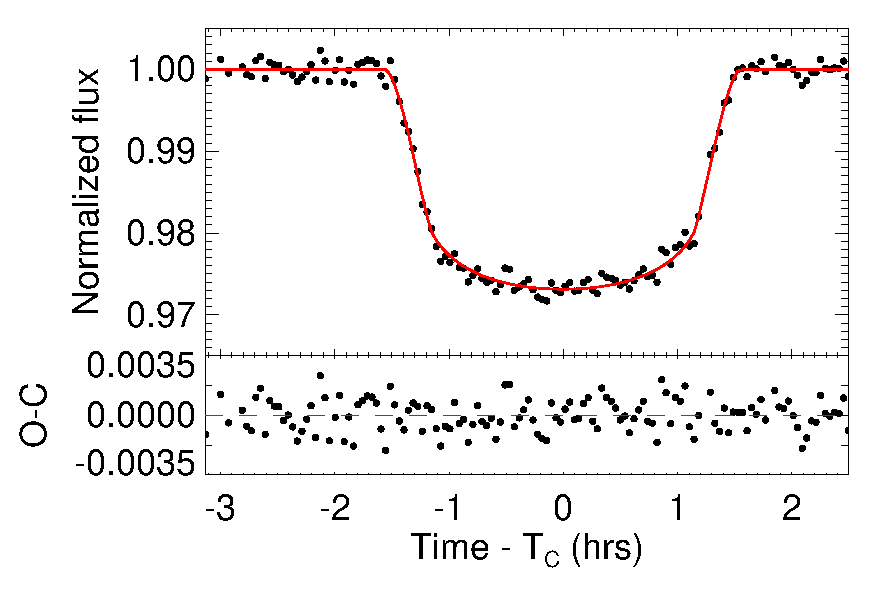 Normalized flux
1.00
0.99
0.98
0.97
O-C
0.0035
0.0000
-0.0035
-3 -2 -1 0 1 2
Time - T_C (hrs)